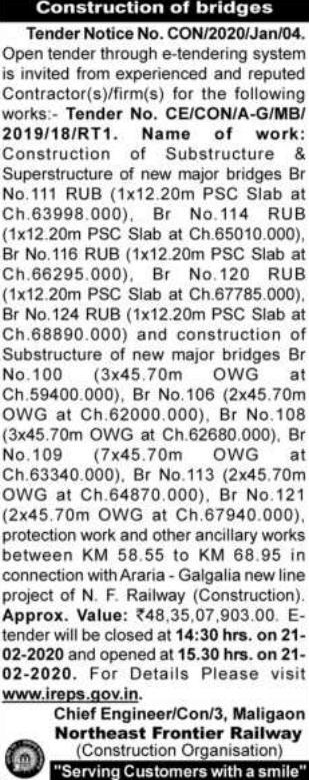 Construction of bridges
Tender Notice No. CON/2020/Jan/04.
Open tender through e-tendering system
is invited from experienced and reputed
Contractor(s)/firm(s) for the following
works:- Tender No. CE/CON/A-G/MB/
2019/18/RT1. Name of work:
Construction of Substructure &
Superstructure of new major bridges Br
No.111 RUB (1x12.20m PSC Slab at
Ch.63998.000), Br No.114 RUB
(1x12.20m PSC Slab at Ch.65010.000),
Br No.116 RUB (1x12.20m PSC Slab at
Ch.66295.000), Br No.120 RUB
(1x12.20m PSC Slab at Ch.67785.000),
Br No.124 RUB (1x12.20m PSC Slab at
Ch.68890.000) and construction of
Substructure of new major bridges Br
No.100 (3x45.70m OWG at
Ch.59400.000), Br No.106 (2x45.70m
OWG at Ch.62000.000), Br No.108
(3x45.70m OWG at Ch.62680.000), Br
No.109 (7x45.70m OWG at
Ch.63340.000), Br No.113 (2x45.70m
OWG at Ch.64870.000), Br No.121
(2x45.70m OWG at Ch.67940.000),
protection work and other ancillary works
between KM 58.55 to KM 68.95 in
connection with Araria - Galgalia new line
project of N. F. Railway (Construction).
Approx. Value: ₹48,35,07,903.00. E-
tender will be closed at 14:30 hrs. on 21-
02-2020 and opened at 15.30 hrs. on 21-
02-2020. For Details Please visit
www.ireps.gov.in.
Chief Engineer/Con/3, Maligaon
Northeast Frontier Railway
(Construction Organisation)
"Serving Customers with a smile"